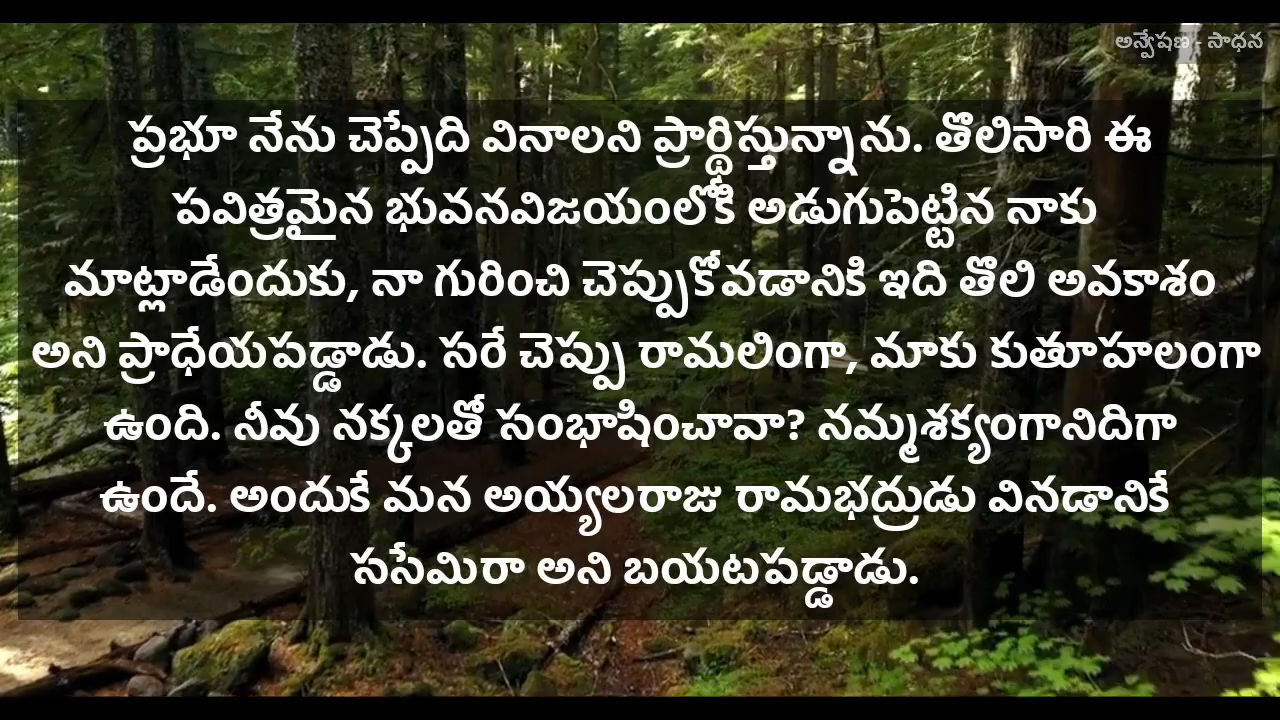 అన్వేషణ - సాధన
ప్రభూ నేను చెప్పేది వినాలని ప్రార్థిస్తున్నాను. తొలిసారి ఈ
పవిత్రమైన భువనవిజయంలోకి అడుగుపెట్టిన నాకు
మాట్లాడేందుకు, నా గురించి చెప్పుకోవడానికి ఇది తొలి అవకాశం
అని ప్రాధేయపడ్డాడు. సరే చెప్పు రామలింగా, మాకు కుతూహలంగా
ఉంది. నీవు నక్కలతో సంభాషించావా? నమ్మశక్యంగానిదిగా
ఉందే. అందుకే మన అయ్యలరాజు రామభద్రుడు వినడానికే
ససేమిరా అని బయటపడ్డాడు.